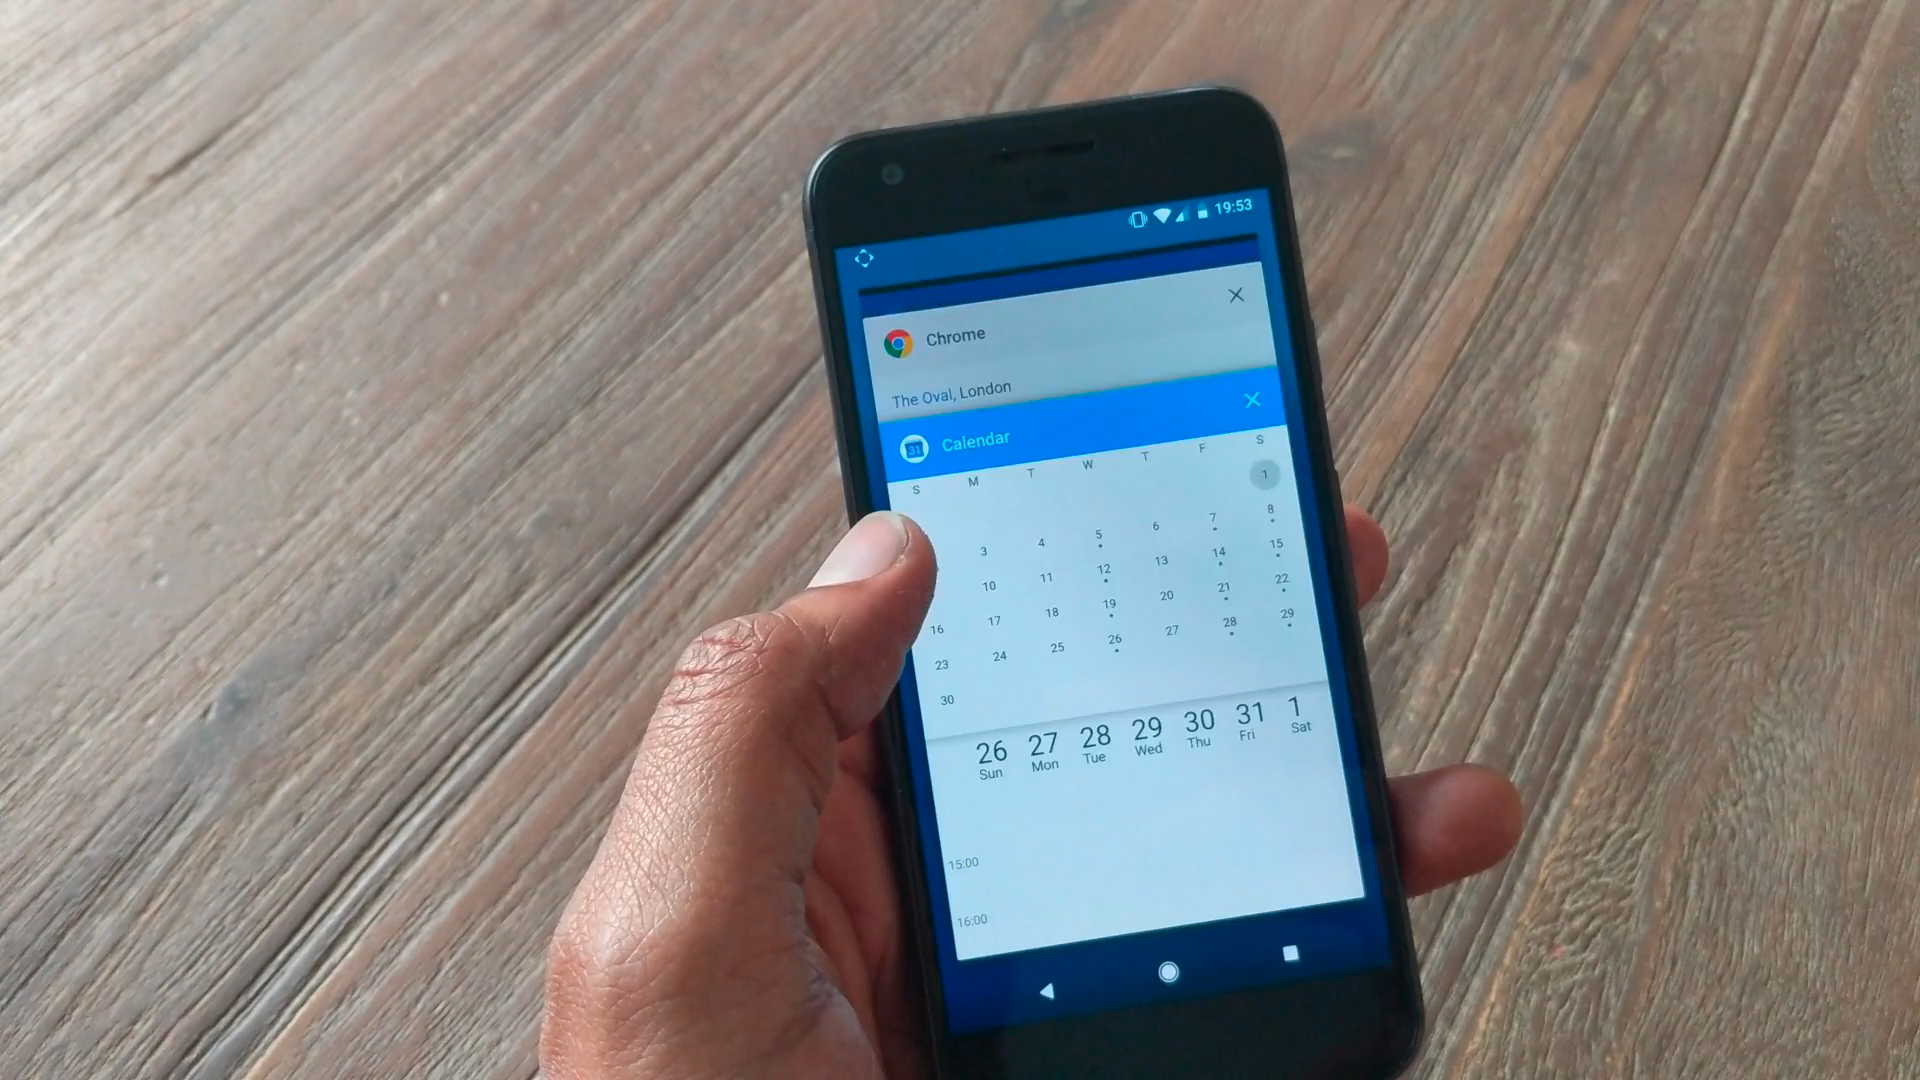 19:53
Chrome
The Oval, London
31 Calendar
S M T W T F S
1
3 4 5 6 7 8
10 11 12 13 14 15
16 17 18 19 20 21 22
23 24 25 26 27 28 29
30
26 27 28 29 30 31 1
Sun Mon Tue Wed Thu Fri Sat
15:00
16:00